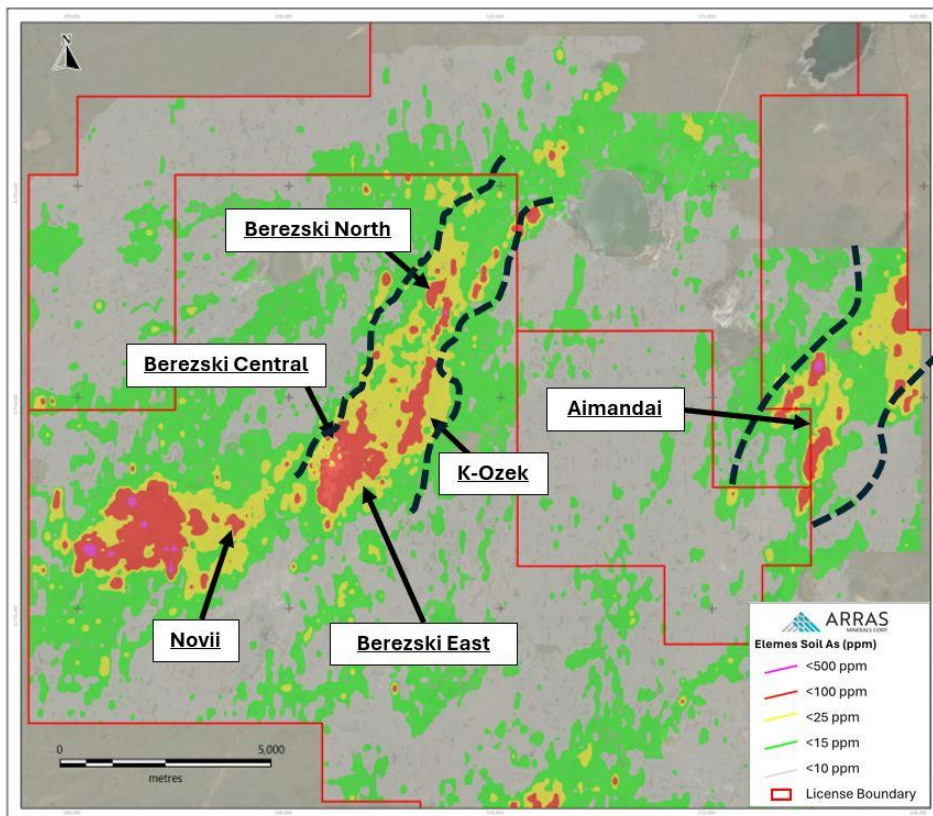 N
Berezski North
Berezski Central
Aimandai
K-Ozek
Novii
Berezski East
0 5,000
metres
ARRAS
MINERALS CORP.
Elemes Soil As (ppm)
<500 ppm
<100 ppm
<25 ppm
<15 ppm
<10 ppm
License Boundary